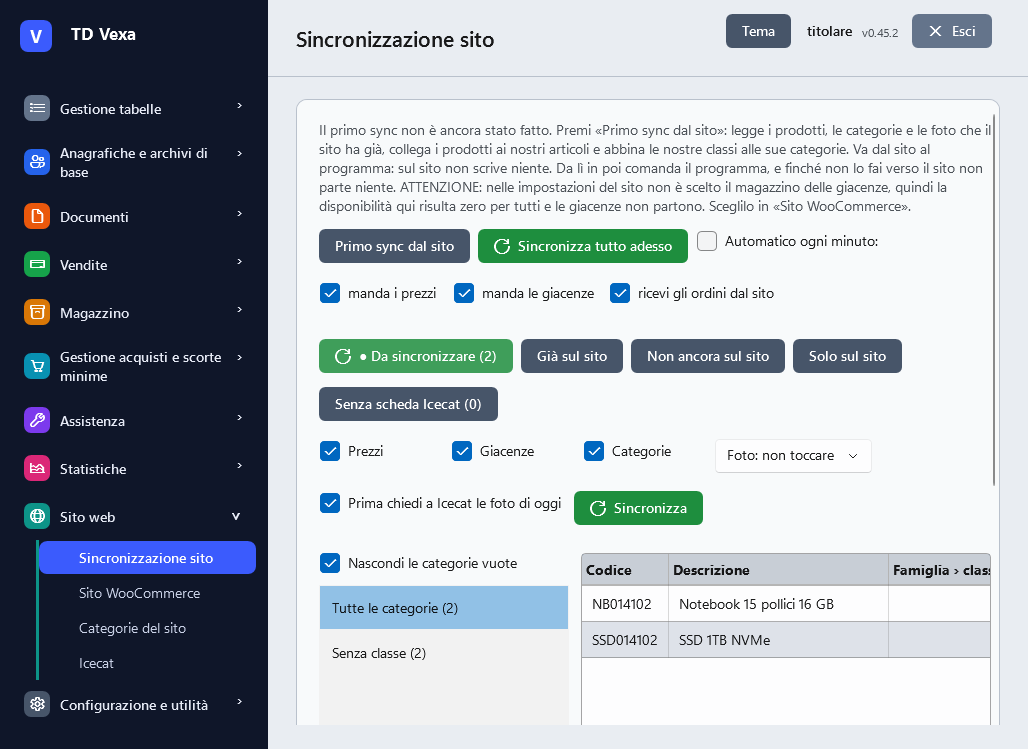 V TD Vexa
Gestione tabelle
Anagrafiche e archivi di
base
Documenti
Vendite
Magazzino
Gestione acquisti e scorte
minime
Assistenza
Statistiche
Sito web
Sincronizzazione sito
Sito WooCommerce
Categorie del sito
Icecat
Configurazione e utilità
Sincronizzazione sito
Tema titolare v0.45.2 Esci
Il primo sync non è ancora stato fatto. Premi «Primo sync dal sito»: legge i prodotti, le categorie e le foto che il
sito ha già, collega i prodotti ai nostri articoli e abbina le nostre classi alle sue categorie. Va dal sito al
programma: sul sito non scrive niente. Da lì in poi comanda il programma, e finché non lo fai verso il sito non
parte niente. ATTENZIONE: nelle impostazioni del sito non è scelto il magazzino delle giacenze, quindi la
disponibilità qui risulta zero per tutti e le giacenze non partono. Sceglilo in «Sito WooCommerce».
Primo sync dal sito Sincronizza tutto adesso Automatico ogni minuto:
manda i prezzi manda le giacenze ricevi gli ordini dal sito
• Da sincronizzare (2) Già sul sito Non ancora sul sito Solo sul sito
Senza scheda Icecat (0)
Prezzi Giacenze Categorie Foto: non toccare
Prima chiedi a Icecat le foto di oggi Sincronizza
Nascondi le categorie vuote
Tutte le categorie (2)
Senza classe (2)
Codice Descrizione Famiglia › clas
NB014102 Notebook 15 pollici 16 GB
SSD014102 SSD 1TB NVMe